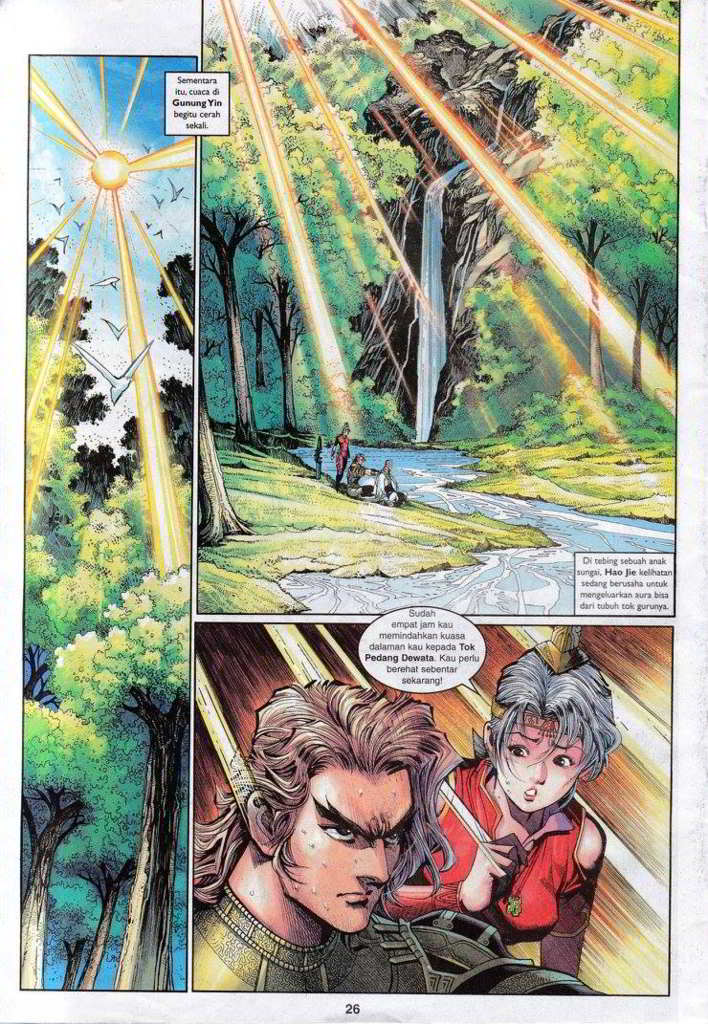 Sementara
itu, cuaca di
Gunung Yin
begitu cerah
sekali.
Di tebing sebuah anak
sungai, Hao Jie kelihatan
sedang berusaha untuk
mengeluarkan aura bisa
dari tubuh tok gurunya.
Sudah
empat jam kau
memindahkan kuasa
dalaman kau kepada Tok
Pedang Dewata. Kau perlu
berehat sebentar
sekarang!
26